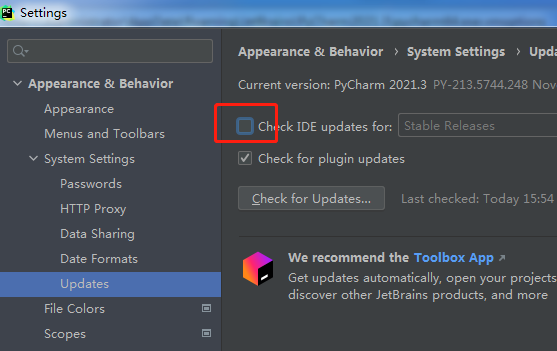 PC
Settings
Appearance & Behavior
Appearance
Menus and Toolbars
System Settings
Passwords
HTTP Proxy
Data Sharing
Date Formats
Updates
File Colors
Scopes
Appearance & Behavior › System Settings ›
Current version: PyCharm 2021.3 PY-213.5744.248
Check IDE updates for: Stable Releases
Check for plugin updates
Check for Updates... Last checked: Today 15:54
We recommend the Toolbox App
Get updates automatically, open your projects
discover other JetBrains products, and more